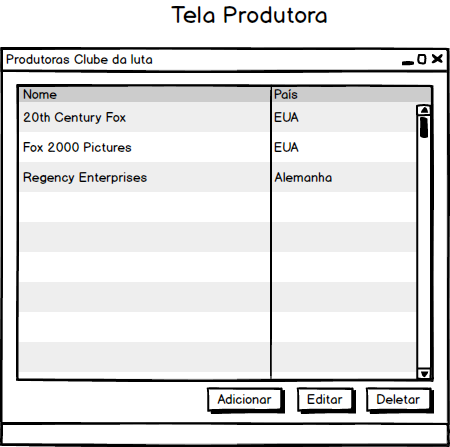 Tela Produtora
Produtoras Clube da luta
Nome País
20th Century Fox EUA
Fox 2000 Pictures EUA
Regency Enterprises Alemanha
Adicionar Editar Deletar